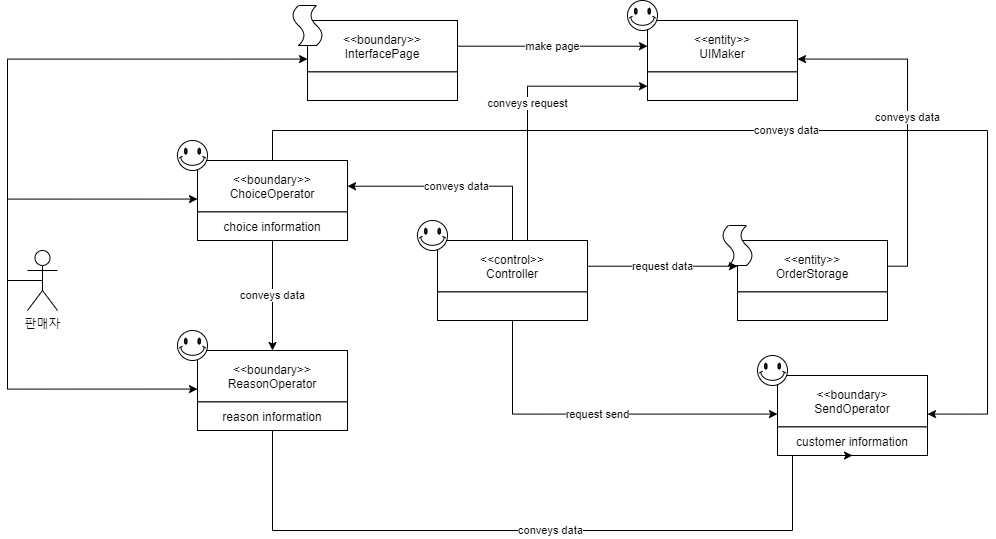 <<boundary>>
InterfacePage
make page
<<entity>>
UIMaker
conveys request
conveys data
conveys data
<<boundary>>
ChoiceOperator
choice information
conveys data
<<control>>
Controller
request data
<<entity>>
OrderStorage
conveys data
판매자
<<boundary>>
ReasonOperator
reason information
request send
<<boundary>
SendOperator
customer information
conveys data